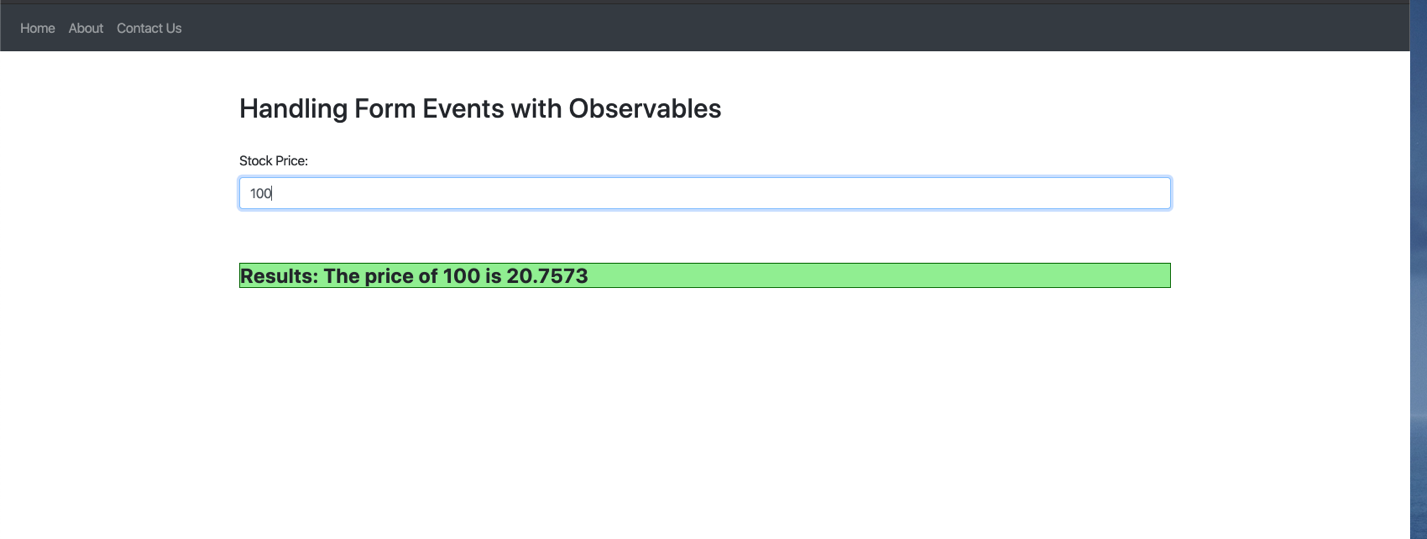 Home About Contact Us
Handling Form Events with Observables
Stock Price:
100
Results: The price of 100 is 20.7573